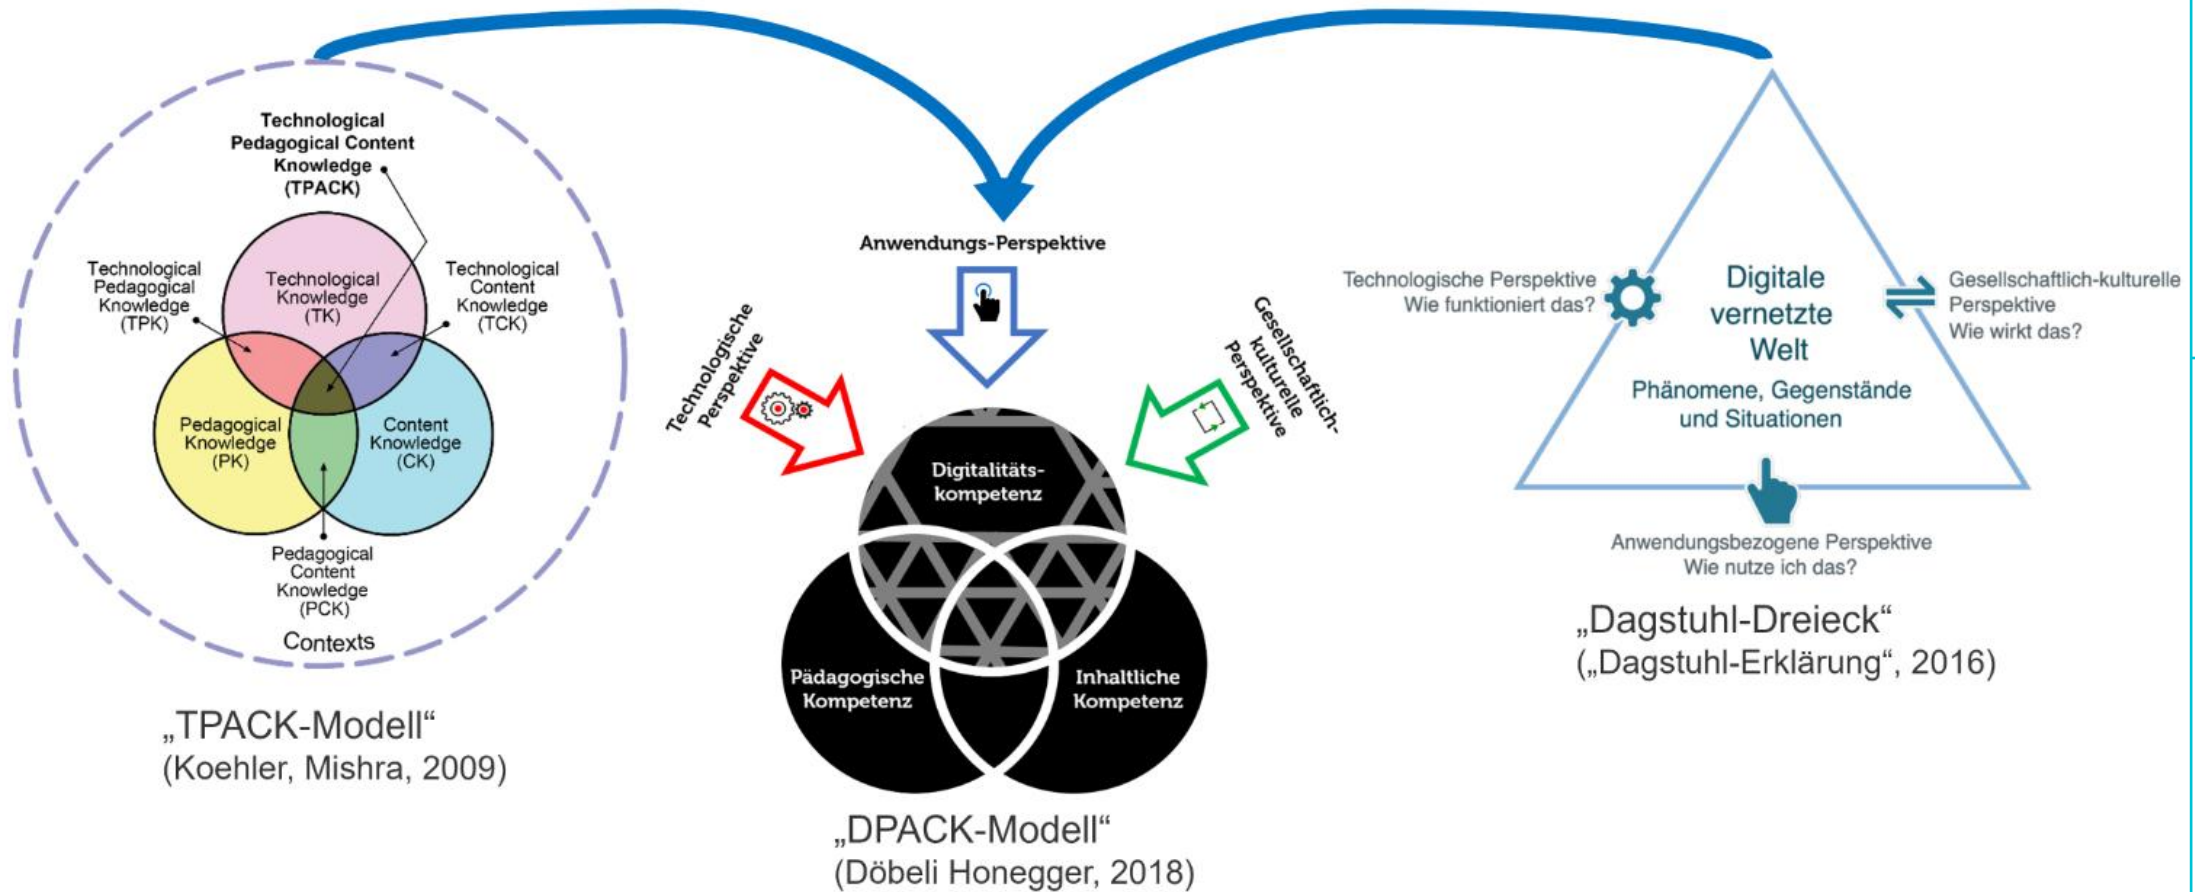 Technological
Pedagogical Content
Knowledge
(TPACK)
Technological
Pedagogical
Knowledge
(TPK)
Technological
Knowledge
(TK)
Technological
Content
Knowledge
(TCK)
Pedagogical
Knowledge
(PK)
Content
Knowledge
(CK)
Pedagogical
Content
Knowledge
(PCK)
Contexts
„TPACK-Modell“
(Koehler, Mishra, 2009)
Anwendungs-Perspektive
Technologische
Perspektive
Gesellschaftlich-
kulturelle
Perspektive
Digitalitäts-
kompetenz
Pädagogische
Kompetenz
Inhaltliche
Kompetenz
„DPACK-Modell“
(Döbeli Honegger, 2018)
Technologische Perspektive
Wie funktioniert das?
Digitale
vernetzte
Welt
Phänomene, Gegenstände
und Situationen
Gesellschaftlich-kulturelle
Perspektive
Wie wirkt das?
Anwendungsbezogene Perspektive
Wie nutze ich das?
„Dagstuhl-Dreieck“
(„Dagstuhl-Erklärung“, 2016)